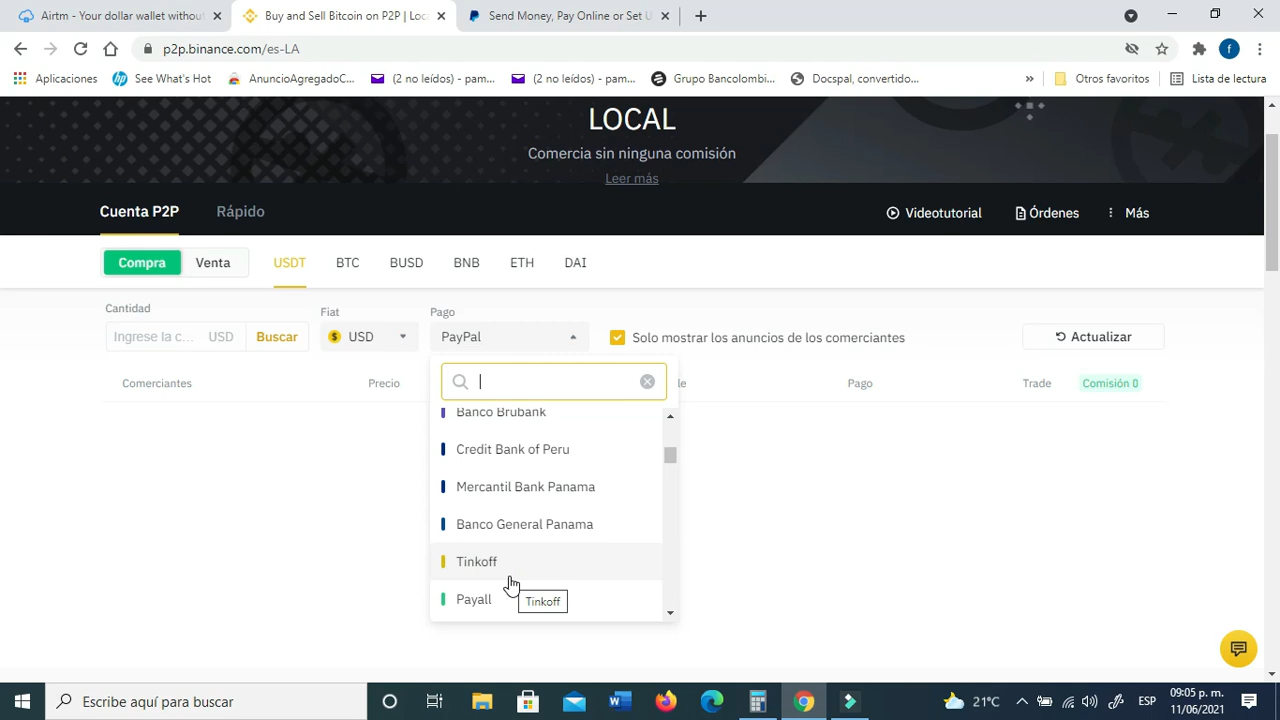 Airtm - Your dollar wallet without
Buy and Sell Bitcoin on P2P | Loc
Send Money, Pay Online or Set U
p2p.binance.com/es-LA
f
Aplicaciones
See What's Hot
AnuncioAgregadoC...
(2 no leídos) - pam...
(2 no leídos) - pam...
Grupo Bancolombi...
Docspal, convertido...
»
Otros favoritos
Lista de lectura
LOCAL
Comercia sin ninguna comisión
Leer más
Cuenta P2P
Rápido
Videotutorial
Órdenes
Más
Compra
Venta
USDT
BTC
BUSD
BNB
ETH
DAI
Cantidad
Fiat
Pago
Ingrese la c...
USD
Buscar
USD
PayPal
Solo mostrar los anuncios de los comerciantes
Actualizar
Comerciantes
Precio
le
Pago
Trade
Comisión 0
Banco Brubank
Credit Bank of Peru
Mercantil Bank Panama
Banco General Panama
Tinkoff
Payall
Tinkoff
Escribe aquí para buscar
21°C
ESP
09:05 p. m.
11/06/2021